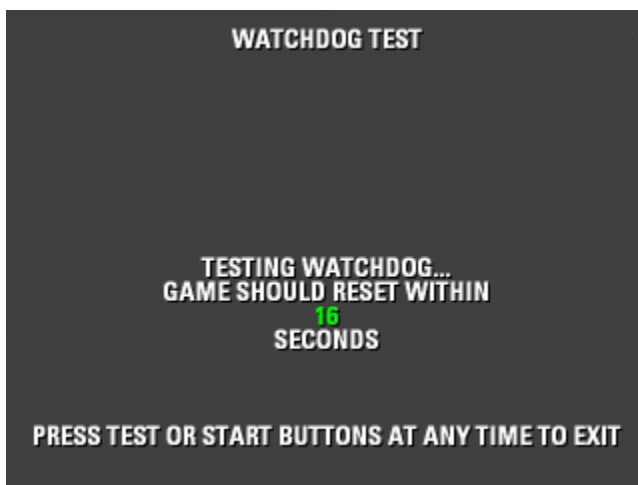 WATCHDOG TEST
TESTING WATCHDOG...
GAME SHOULD RESET WITHIN
16
SECONDS
PRESS TEST OR START BUTTONS AT ANY TIME TO EXIT